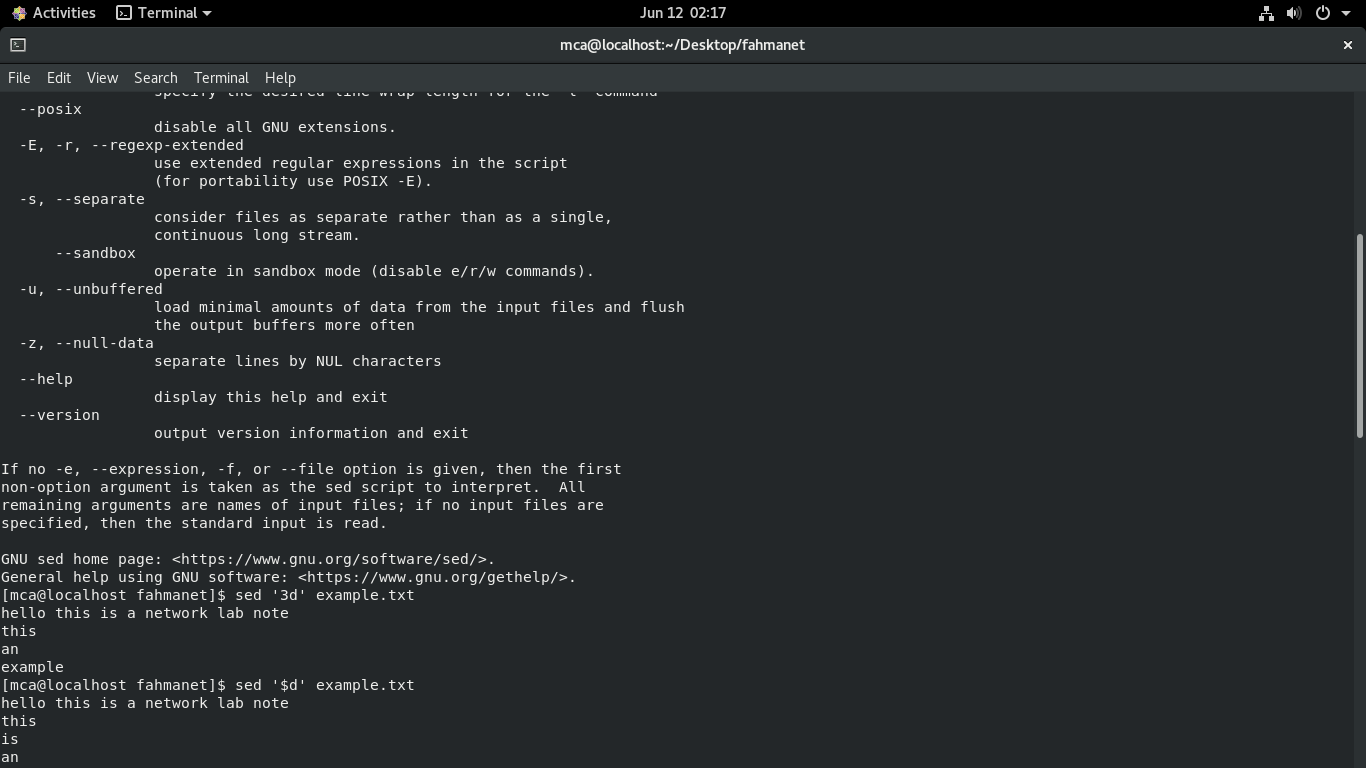 Activities Terminal Jun 12 02:17
mca@localhost:~/Desktop/fahmanet
File Edit View Search Terminal Help
specify the desired line-wrap length for the `l' command
--posix
disable all GNU extensions.
-E, -r, --regexp-extended
use extended regular expressions in the script
(for portability use POSIX -E).
-s, --separate
consider files as separate rather than as a single,
continuous long stream.
--sandbox
operate in sandbox mode (disable e/r/w commands).
-u, --unbuffered
load minimal amounts of data from the input files and flush
the output buffers more often
-z, --null-data
separate lines by NUL characters
--help
display this help and exit
--version
output version information and exit
If no -e, --expression, -f, or --file option is given, then the first
non-option argument is taken as the sed script to interpret.  All
remaining arguments are names of input files; if no input files are
specified, then the standard input is read.
GNU sed home page: <https://www.gnu.org/software/sed/>.
General help using GNU software: <https://www.gnu.org/gethelp/>.
[mca@localhost fahmanet]$ sed '3d' example.txt
hello this is a network lab note
this
an
example
[mca@localhost fahmanet]$ sed '$d' example.txt
hello this is a network lab note
this
is
an